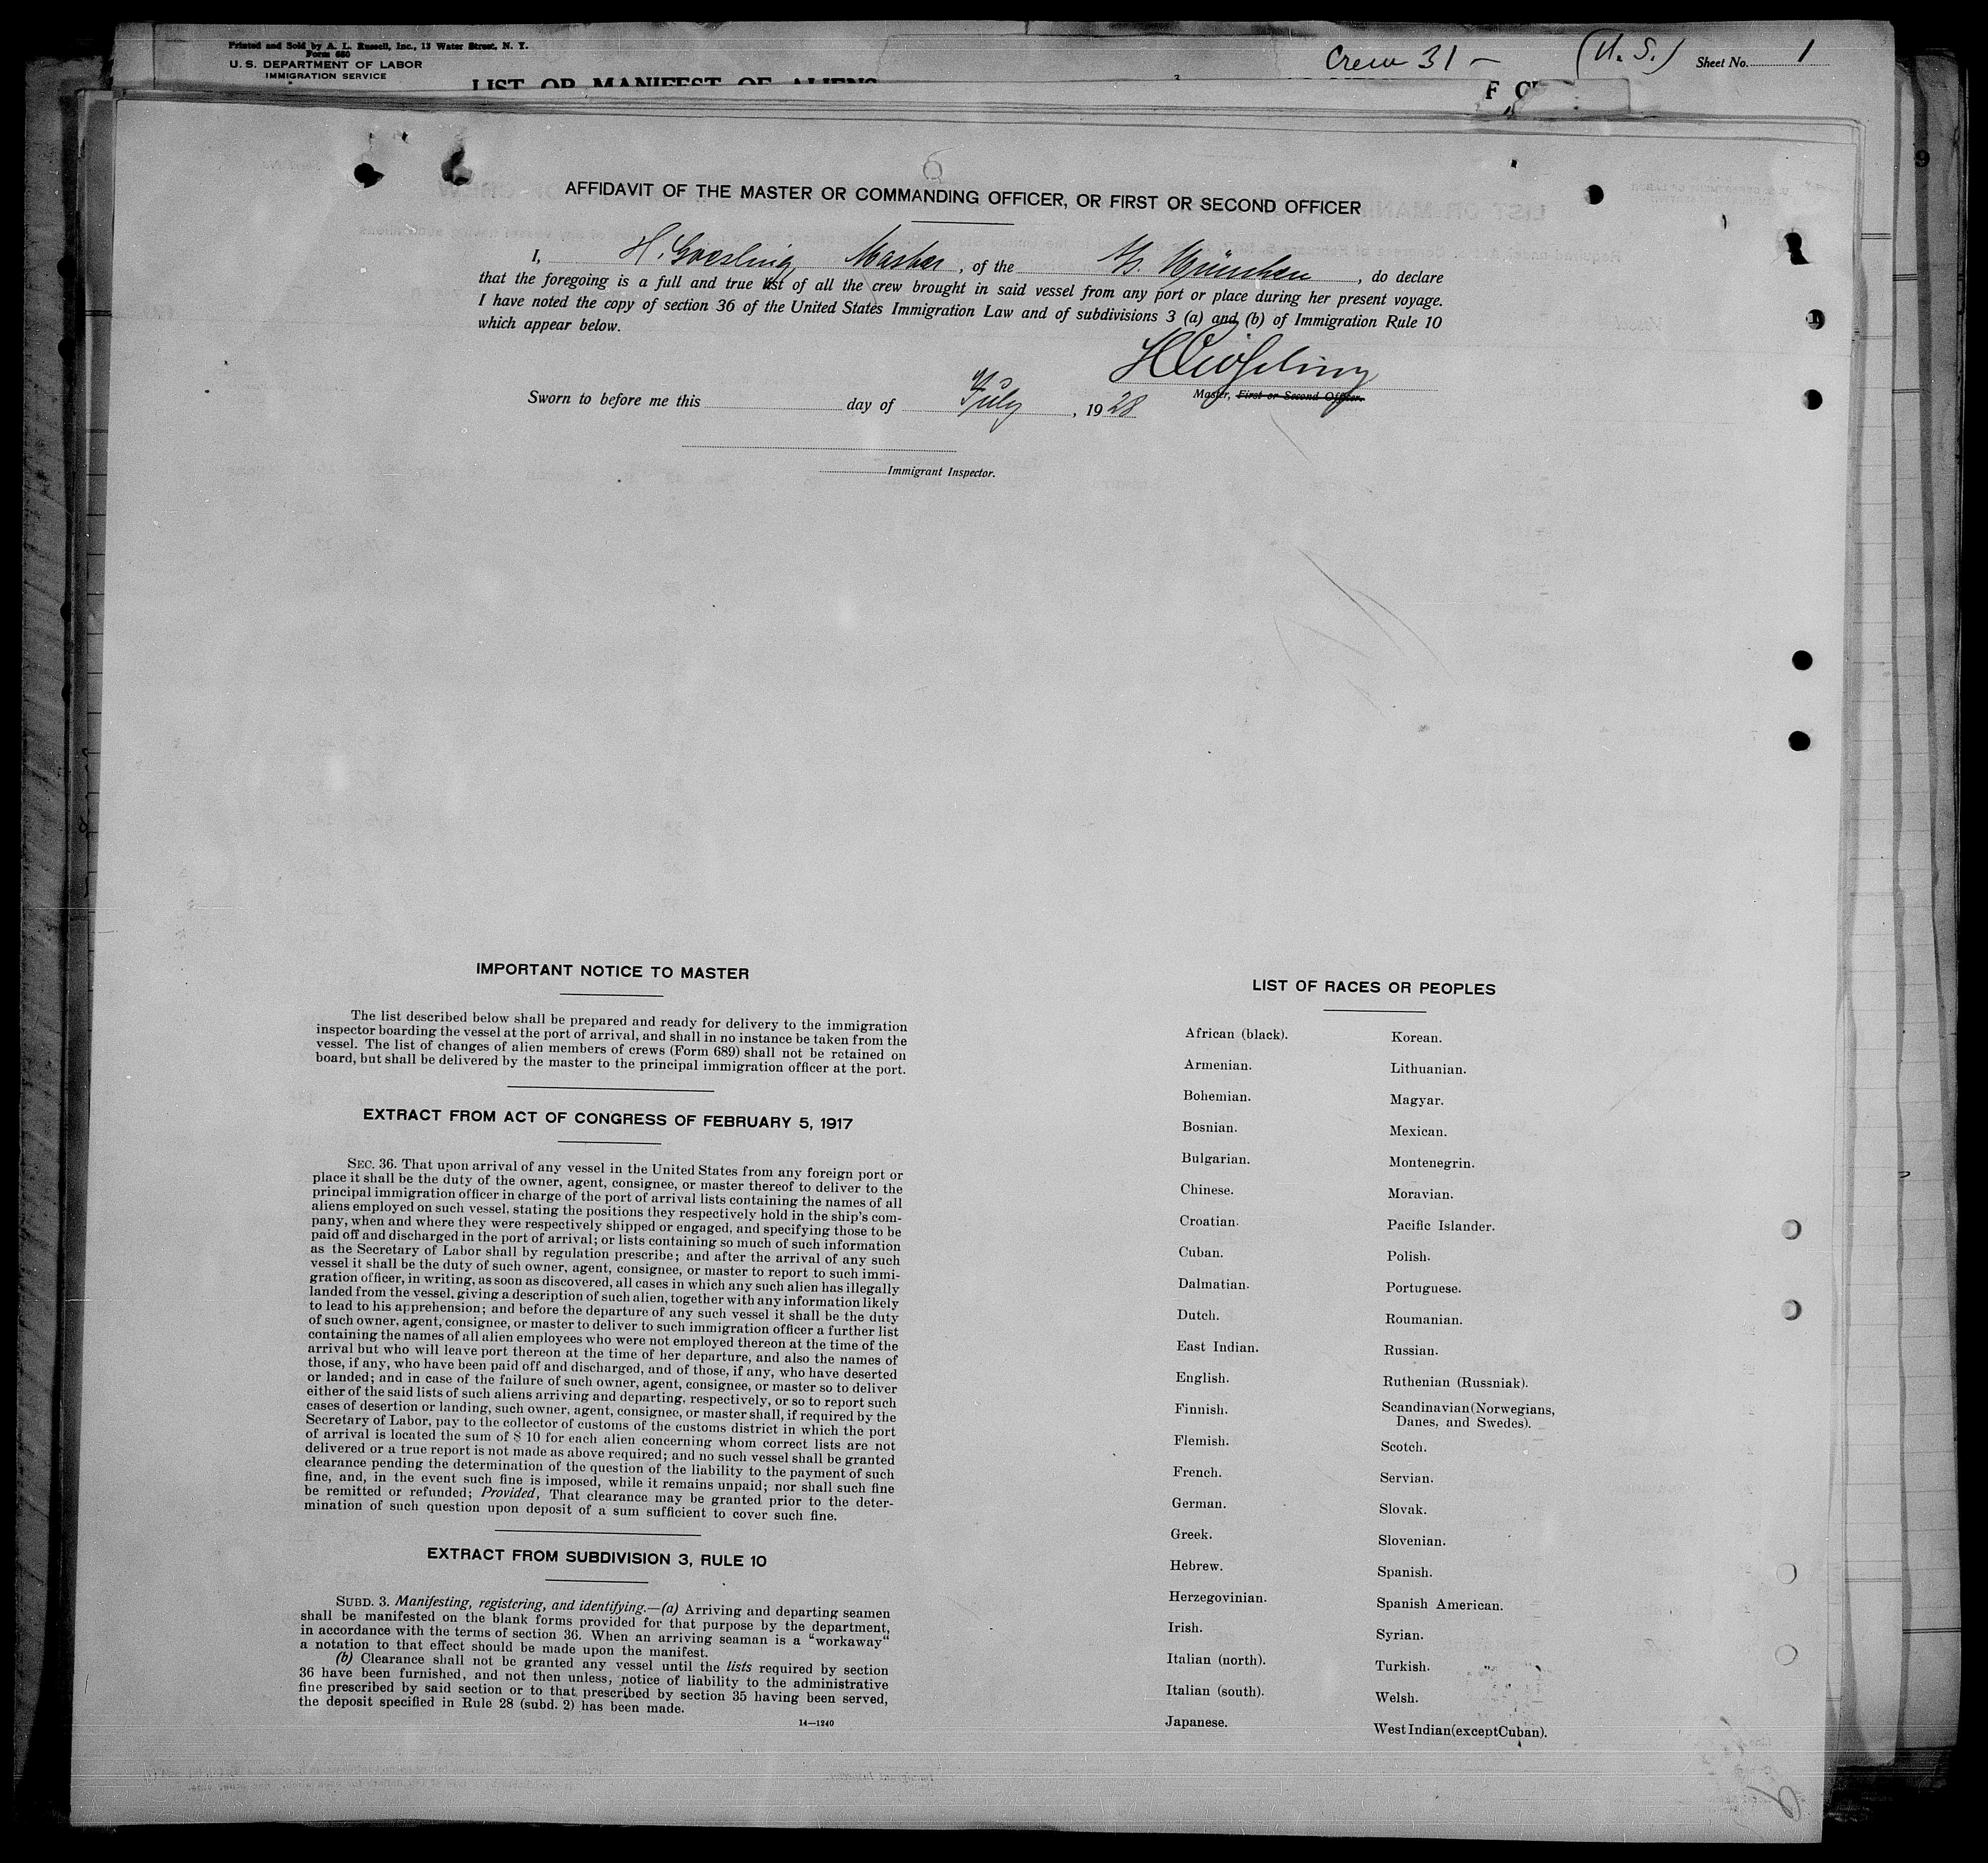 Printed and Sold by A. L. Russell, Inc., 13 Water Street, N. Y.
Form 680
U. S. DEPARTMENT OF LABOR
IMMIGRATION SERVICE
Crew 31 — (U. S.) Sheet No. 1
LIST OR MANIFEST OF ALIENS
AFFIDAVIT OF THE MASTER OR COMMANDING OFFICER, OR FIRST OR SECOND OFFICER
I, H. Goesling, Master, of the München, do declare
that the foregoing is a full and true list of all the crew brought in said vessel from any port or place during her present voyage.
I have noted the copy of section 36 of the United States Immigration Law and of subdivisions 3 (a) and (b) of Immigration Rule 10
which appear below.
Master, First or Second Officer.
Sworn to before me this day of July, 1928
Immigrant Inspector.
IMPORTANT NOTICE TO MASTER
The list described below shall be prepared and ready for delivery to the immigration
inspector boarding the vessel at the port of arrival, and shall in no instance be taken from the
vessel. The list of changes of alien members of crews (Form 689) shall not be retained on
board, but shall be delivered by the master to the principal immigration officer at the port.
EXTRACT FROM ACT OF CONGRESS OF FEBRUARY 5, 1917
SEC. 36. That upon arrival of any vessel in the United States from any foreign port or
place it shall be the duty of the owner, agent, consignee, or master thereof to deliver to the
principal immigration officer in charge of the port of arrival lists containing the names of all
aliens employed on such vessel, stating the positions they respectively hold in the ship's com-
pany, when and where they were respectively shipped or engaged, and specifying those to be
paid off and discharged in the port of arrival; or lists containing so much of such information
as the Secretary of Labor shall by regulation prescribe; and after the arrival of any such
vessel it shall be the duty of such owner, agent, consignee, or master to report to such immi-
gration officer, in writing, as soon as discovered, all cases in which any such alien has illegally
landed from the vessel, giving a description of such alien, together with any information likely
to lead to his apprehension; and before the departure of any such vessel it shall be the duty
of such owner, agent, consignee, or master to deliver to such immigration officer a further list
containing the names of all alien employees who were not employed thereon at the time of the
arrival but who will leave port thereon at the time of her departure, and also the names of
those, if any, who have been paid off and discharged, and of those, if any, who have deserted
or landed; and in case of the failure of such owner, agent, consignee, or master so to deliver
either of the said lists of such aliens arriving and departing, respectively, or so to report such
cases of desertion or landing, such owner, agent, consignee, or master shall, if required by the
Secretary of Labor, pay to the collector of customs of the customs district in which the port
of arrival is located the sum of $ 10 for each alien concerning whom correct lists are not
delivered or a true report is not made as above required; and no such vessel shall be granted
clearance pending the determination of the question of the liability to the payment of such
fine, and, in the event such fine is imposed, while it remains unpaid; nor shall such fine
be remitted or refunded; Provided, That clearance may be granted prior to the deter-
mination of such question upon deposit of a sum sufficient to cover such fine.
EXTRACT FROM SUBDIVISION 3, RULE 10
SUBD. 3. Manifesting, registering, and identifying.—(a) Arriving and departing seamen
shall be manifested on the blank forms provided for that purpose by the department,
in accordance with the terms of section 36. When an arriving seaman is a “workaway“
a notation to that effect should be made upon the manifest.
(b) Clearance shall not be granted any vessel until the lists required by section
36 have been furnished, and not then unless, notice of liability to the administrative
fine prescribed by said section or to that prescribed by section 35 having been served,
the deposit specified in Rule 28 (subd. 2) has been made.
14—1240
LIST OF RACES OR PEOPLES
African (black).
Armenian.
Bohemian.
Bosnian.
Bulgarian.
Chinese.
Croatian.
Cuban.
Dalmatian.
Dutch.
East Indian.
English.
Finnish.
Flemish.
French.
German.
Greek.
Hebrew.
Herzegovinian.
Irish.
Italian (north).
Italian (south).
Japanese.
Korean.
Lithuanian.
Magyar.
Mexican.
Montenegrin.
Moravian.
Pacific Islander.
Polish.
Portuguese.
Roumanian.
Russian.
Ruthenian (Russniak).
Scandinavian (Norwegians,
Danes, and Swedes).
Scotch.
Servian.
Slovak.
Slovenian.
Spanish.
Spanish American.
Syrian.
Turkish.
Welsh.
West Indian (except Cuban).